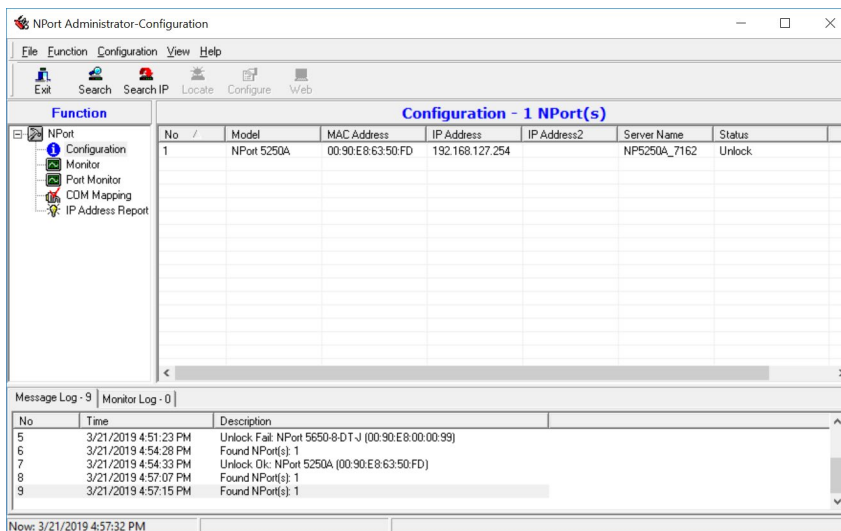 NPort Administrator-Configuration
File Function Configuration View Help
Exit Search Search IP Locate Configure Web
Function
Configuration - 1 NPort(s)
NPort
Configuration
Monitor
Port Monitor
COM Mapping
IP Address Report
No / Model MAC Address IP Address IP Address2 Server Name Status
1 NPort 5250A 00:90:E8:63:50:FD 192.168.127.254 NP5250A_7162 Unlock
Message Log - 9 Monitor Log - 0
No Time Description
5 3/21/2019 4:51:23 PM Unlock Fail: NPort 5650-8-DT-J (00:90:E8:00:00:99)
6 3/21/2019 4:54:28 PM Found NPort(s): 1
7 3/21/2019 4:54:33 PM Unlock Ok: NPort 5250A (00:90:E8:63:50:FD)
8 3/21/2019 4:57:07 PM Found NPort(s): 1
9 3/21/2019 4:57:15 PM Found NPort(s): 1
Now: 3/21/2019 4:57:32 PM